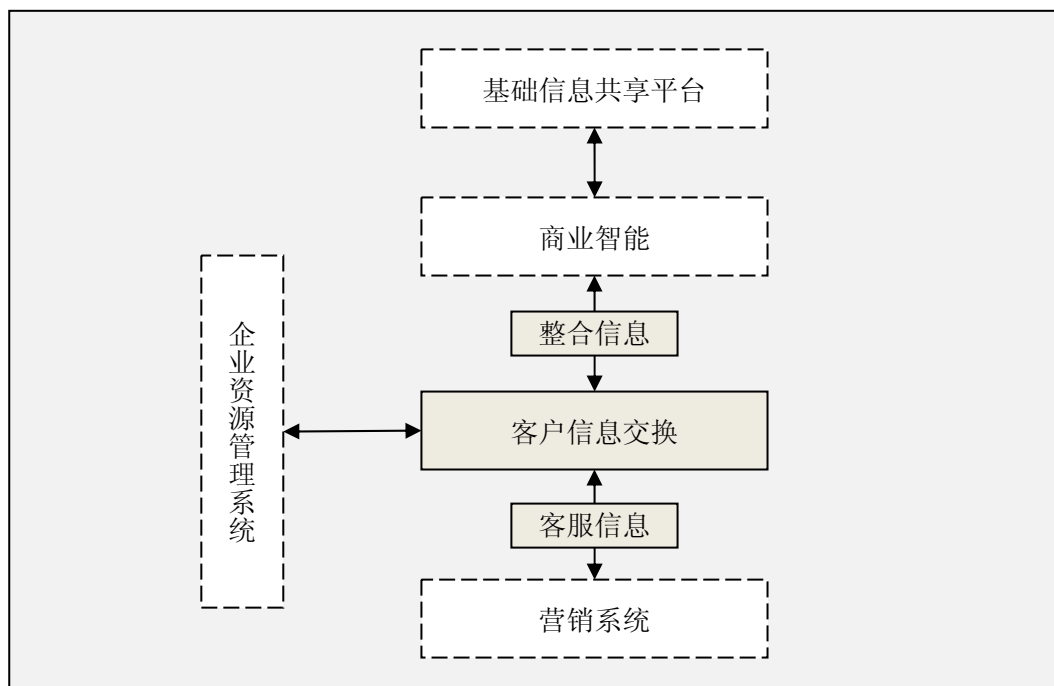 基础信息共享平台
商业智能
整合信息
企业资源管理系统
客户信息交换
客服信息
营销系统